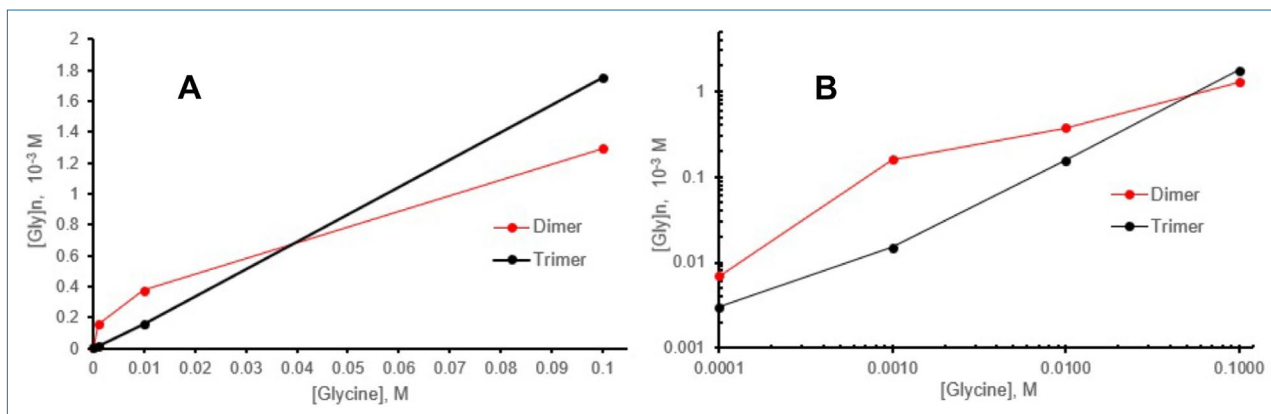 A
2
1.8
1.6
1.4
1.2
1
0.8
0.6
0.4
0.2
0
[Gly]n, 10⁻³ M
Dimer
Trimer
0 0.01 0.02 0.03 0.04 0.05 0.06 0.07 0.08 0.09 0.1
[Glycine], M
B
1
0.1
0.01
0.001
[Gly]n, 10⁻³ M
Dimer
Trimer
0.0001 0.0010 0.0100 0.1000
[Glycine], M